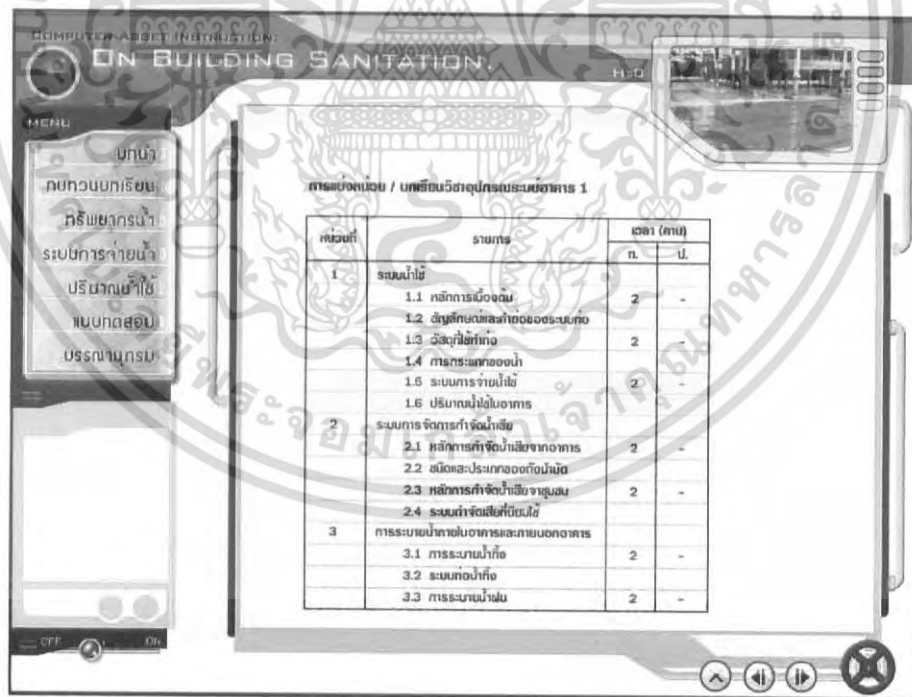 COMPUTER ASSIST INSTRUCTION:
ON BUILDING SANITATION.
H2O
MENU
บทนำ
ทบทวนบทเรียน
ทรัพยากรน้ำ
ระบบการจ่ายน้ำ
ปริมาณน้ำใช้
แบบทดสอบ
บรรณานุกรม
การแบ่งหน่วย / บทเรียนวิชาอุปกรณ์ระบบอาคาร 1
หน่วยที่ รายการ เวลา (คาบ)
ท. ป.
1 ระบบน้ำใช้
1.1 หลักการเบื้องต้น 2 -
1.2 สัญลักษณ์และคำย่อของระบบท่อ
1.3 วัสดุที่ใช้ทำท่อ 2 -
1.4 การกระแทกของน้ำ
1.5 ระบบการจ่ายน้ำใช้ 2 -
1.6 ปริมาณน้ำใช้ในอาคาร
2 ระบบการจัดการกำจัดน้ำเสีย
2.1 หลักการกำจัดน้ำเสียจากอาคาร 2 -
2.2 ชนิดและประเภทของถังบำบัด
2.3 หลักการกำจัดน้ำเสียจาชุมชน 2 -
2.4 ระบบกำจัดเสียที่นิยมใช้
3 การระบายน้ำภายในอาคารและภายนอกอาคาร
3.1 การระบายน้ำทิ้ง 2 -
3.2 ระบบท่อน้ำทิ้ง
3.3 การระบายน้ำฝน 2 -
OFF ON